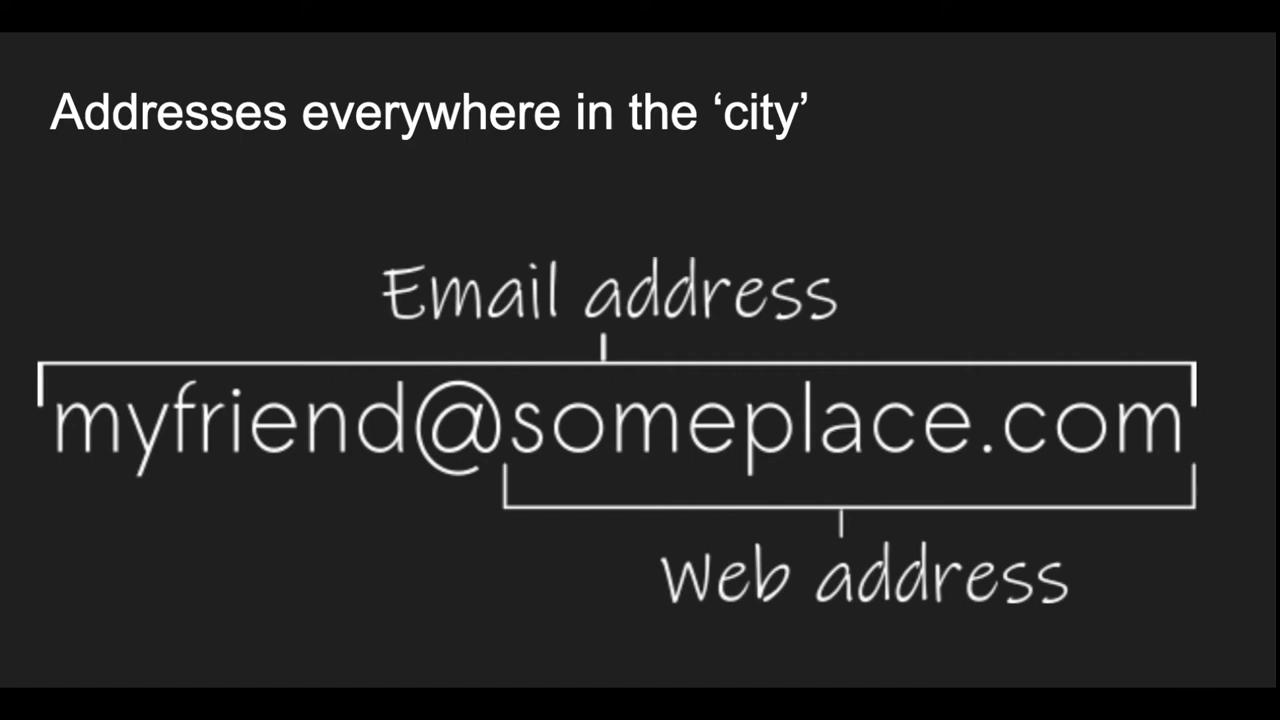 Addresses everywhere in the ‘city’
Email address
myfriend@someplace.com
Web address